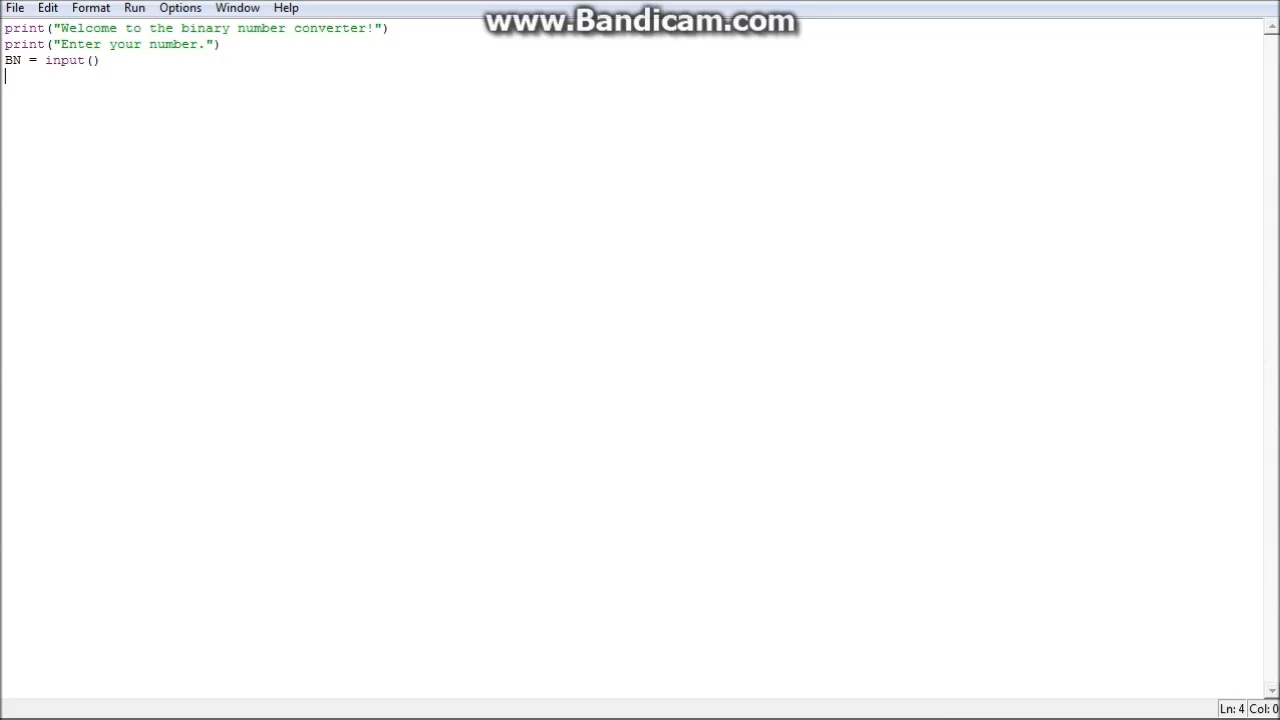 File Edit Format Run Options Window Help
www.Bandicam.com
print("Welcome to the binary number converter!")
print("Enter your number.")
BN = input()
Ln: 4 Col: 0